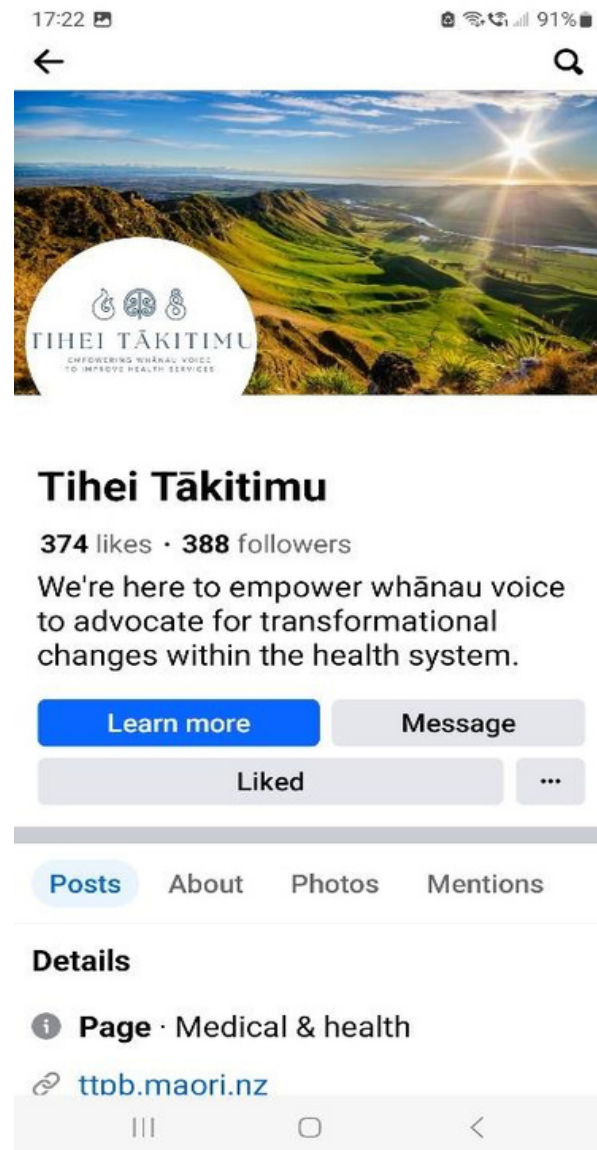 17:22
91%
TIHEI TĀKITIMU
EMPOWERING WHĀNAU VOICE
TO IMPROVE HEALTH SERVICES
Tihei Tākitimu
374 likes · 388 followers
We're here to empower whānau voice
to advocate for transformational
changes within the health system.
Learn more
Message
Liked
Posts
About
Photos
Mentions
Details
Page · Medical & health
ttpb.maori.nz